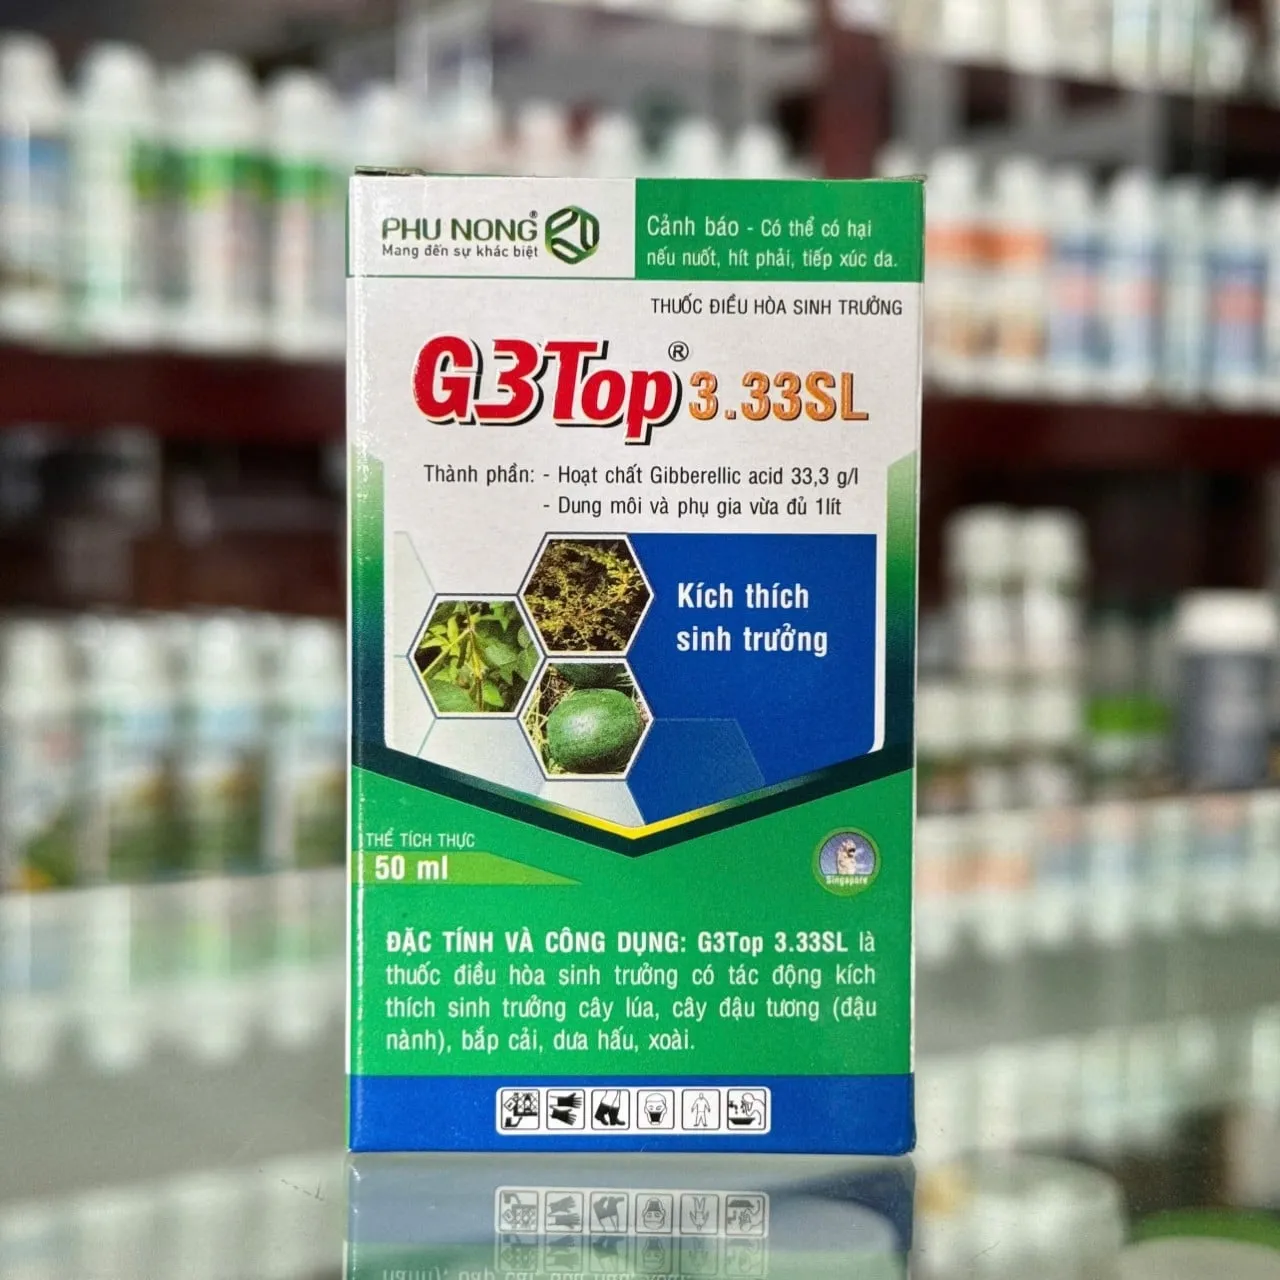 PHU NONG®
Mang đến sự khác biệt
Cảnh báo - Có thể có hại
nếu nuốt, hít phải, tiếp xúc da.
THUỐC ĐIỀU HÒA SINH TRƯỞNG
G3Top® 3.33SL
Thành phần: - Hoạt chất Gibberellic acid 33,3 g/l
- Dung môi và phụ gia vừa đủ 1lít
Kích thích
sinh trưởng
THỂ TÍCH THỰC
50 ml
Singapore
ĐẶC TÍNH VÀ CÔNG DỤNG: G3Top 3.33SL là
thuốc điều hòa sinh trưởng có tác động kích
thích sinh trưởng cây lúa, cây đậu tương (đậu
nành), bắp cải, dưa hấu, xoài.